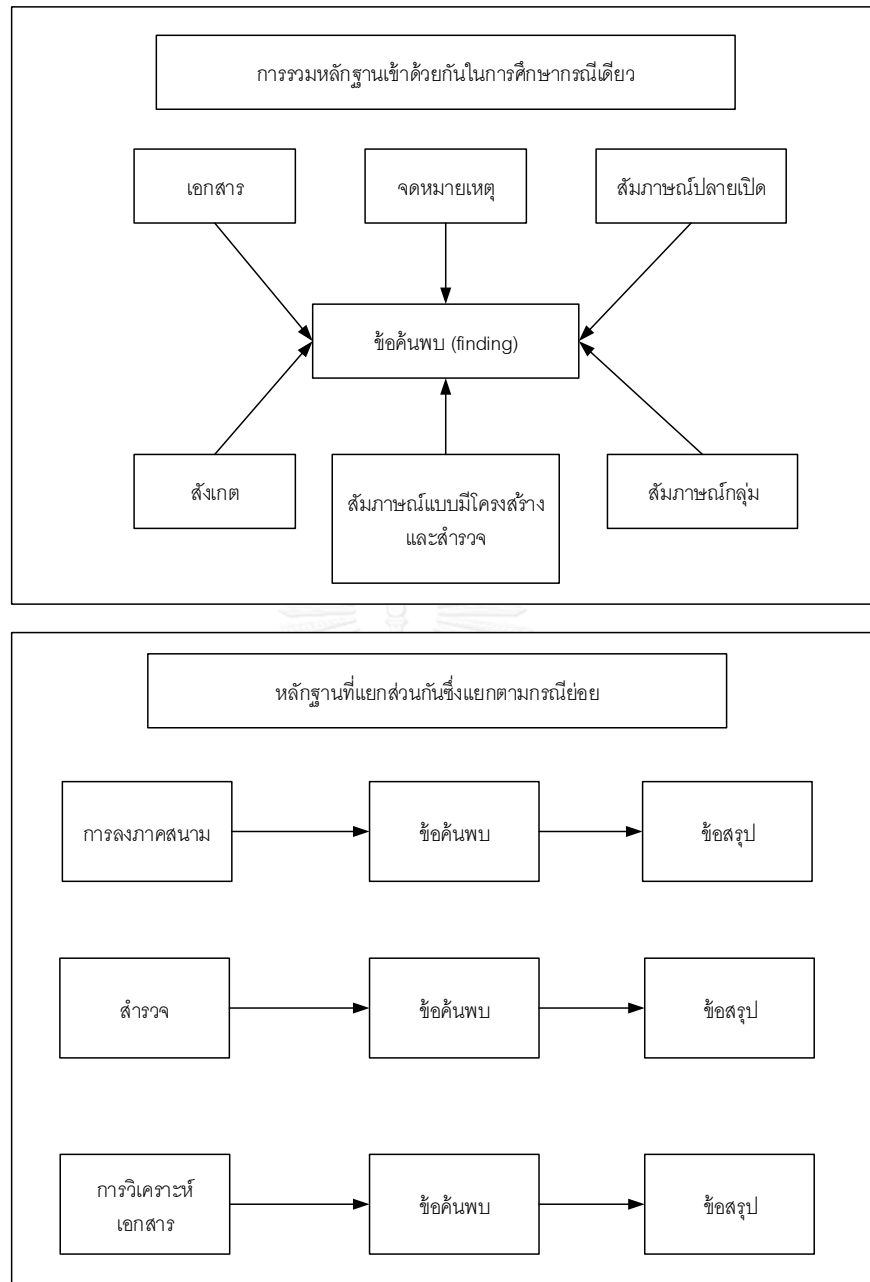 การรวมหลักฐานเข้าด้วยกันในการศึกษากรณีเดียว
เอกสาร
จดหมายเหตุ
สัมภาษณ์ปลายเปิด
ข้อค้นพบ (finding)
สังเกต
สัมภาษณ์แบบมีโครงสร้าง
และสำรวจ
สัมภาษณ์กลุ่ม
หลักฐานที่แยกส่วนกันซึ่งแยกตามกรณีย่อย
การลงภาคสนาม
ข้อค้นพบ
ข้อสรุป
สำรวจ
ข้อค้นพบ
ข้อสรุป
การวิเคราะห์
เอกสาร
ข้อค้นพบ
ข้อสรุป